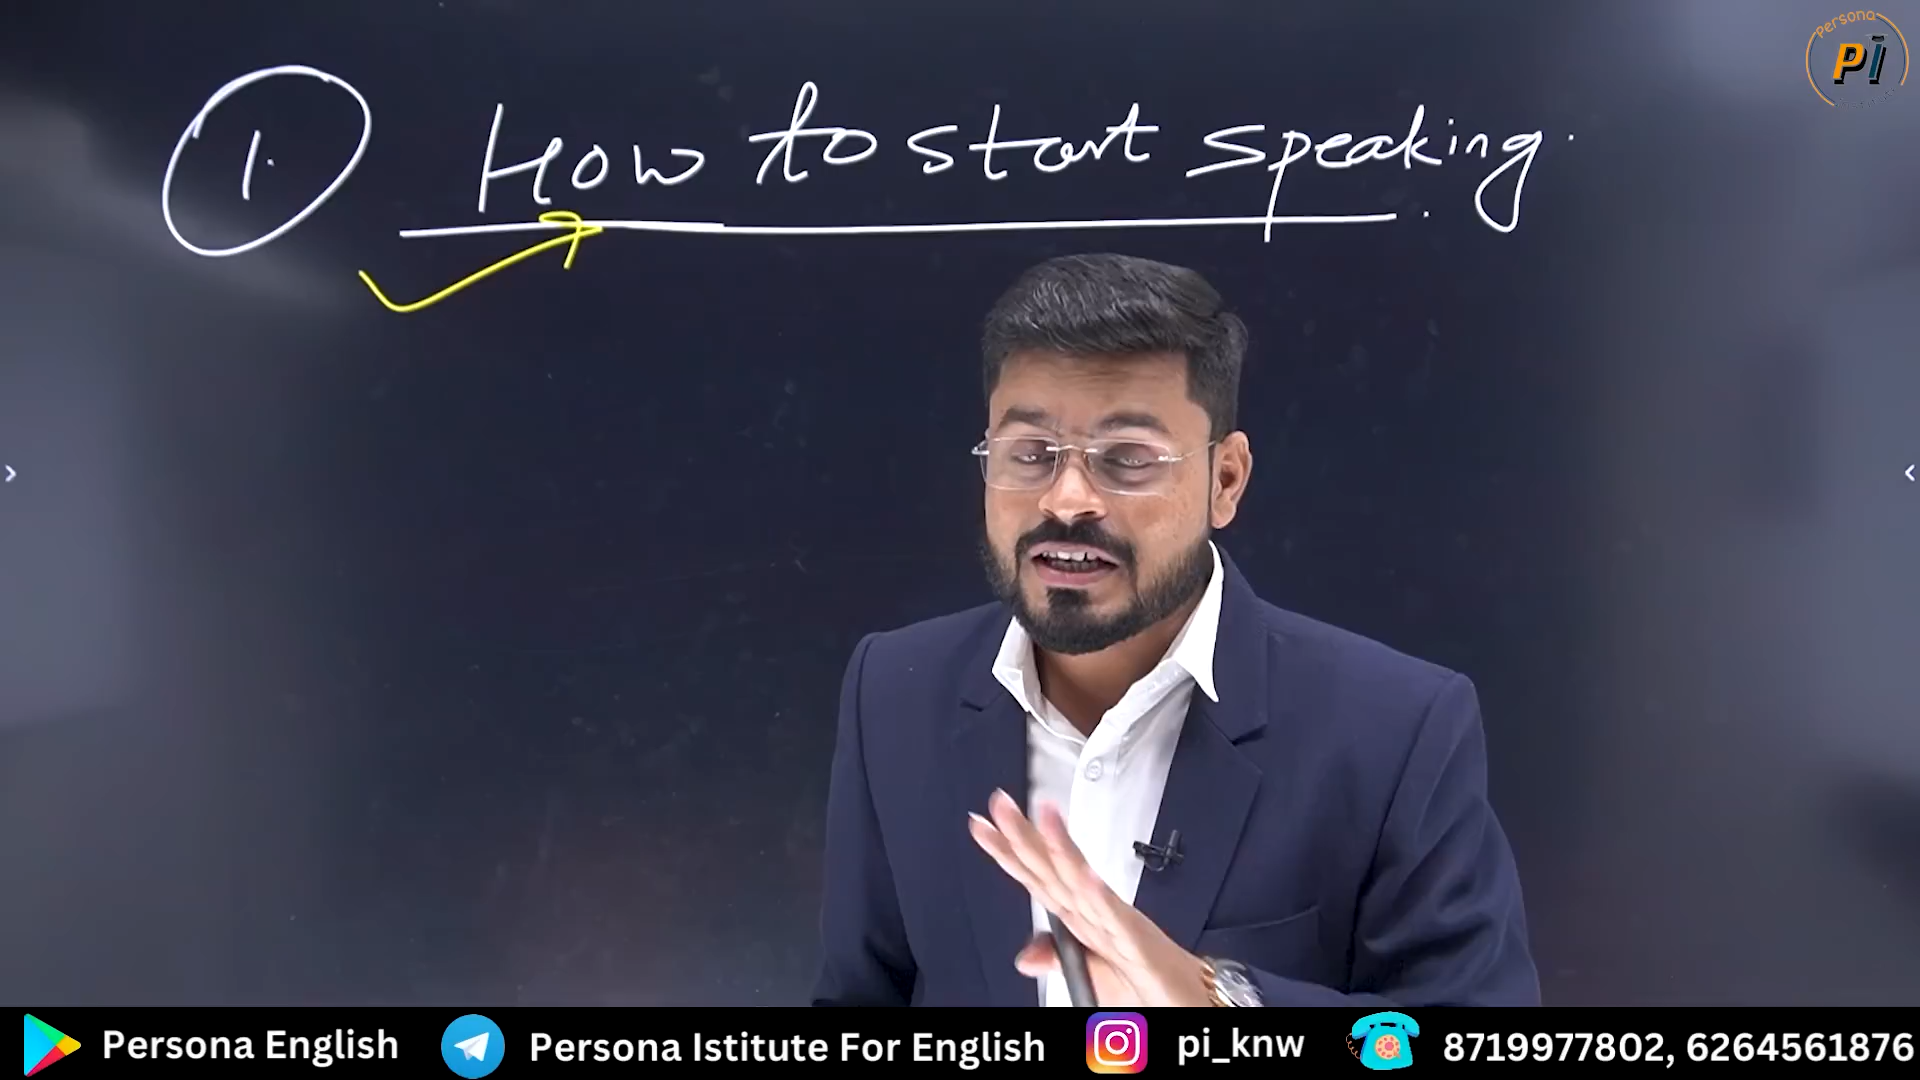 Persona
PI
1.
How to start speaking.
Persona English
Persona Istitute For English
pi_knw
8719977802, 6264561876